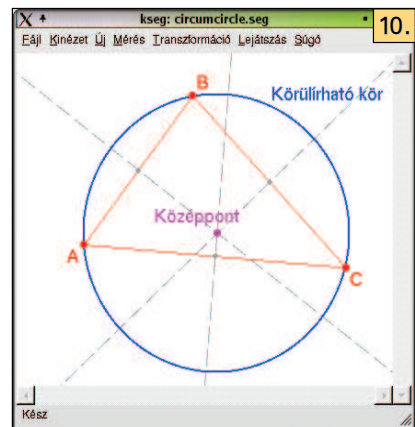 kseg: circumcircle.seg
10.
Fájl Kinézet Új Mérés Transzformáció Lejátszás Súgó
B
Körülírható kör
Középpont
A
C
Kész